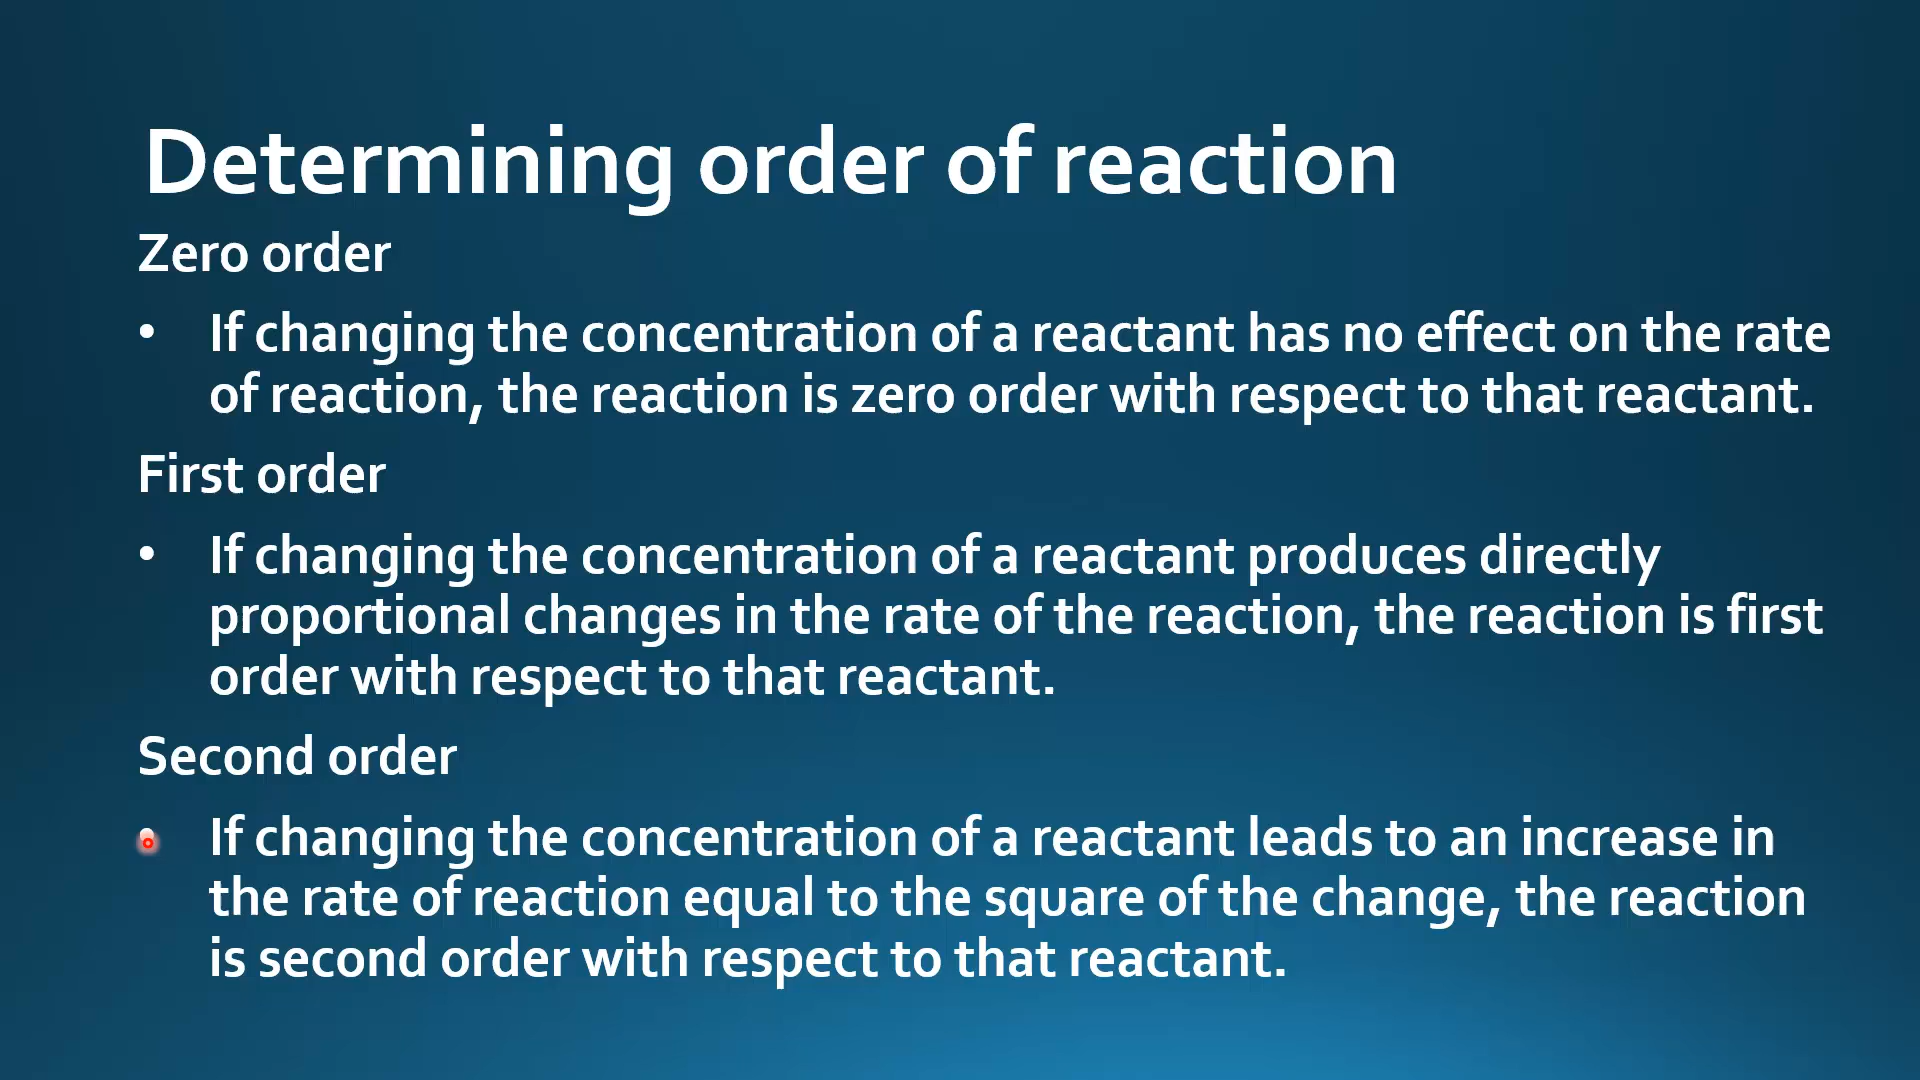 Determining order of reaction
Zero order
• If changing the concentration of a reactant has no effect on the rate
of reaction, the reaction is zero order with respect to that reactant.
First order
• If changing the concentration of a reactant produces directly
proportional changes in the rate of the reaction, the reaction is first
order with respect to that reactant.
Second order
• If changing the concentration of a reactant leads to an increase in
the rate of reaction equal to the square of the change, the reaction
is second order with respect to that reactant.